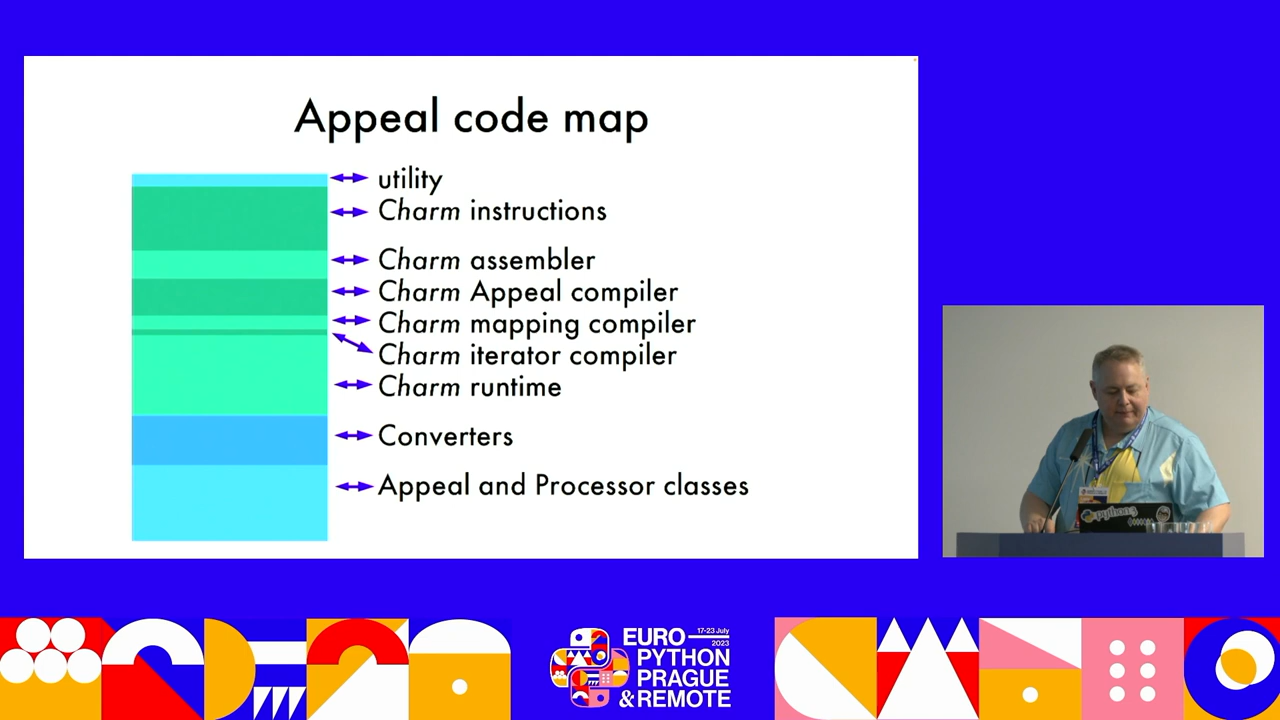 Appeal code map
utility
Charm instructions
Charm assembler
Charm Appeal compiler
Charm mapping compiler
Charm iterator compiler
Charm runtime
Converters
Appeal and Processor classes
python3
EURO
17-23 July
2023
PYTHON
PRAGUE
& REMOTE